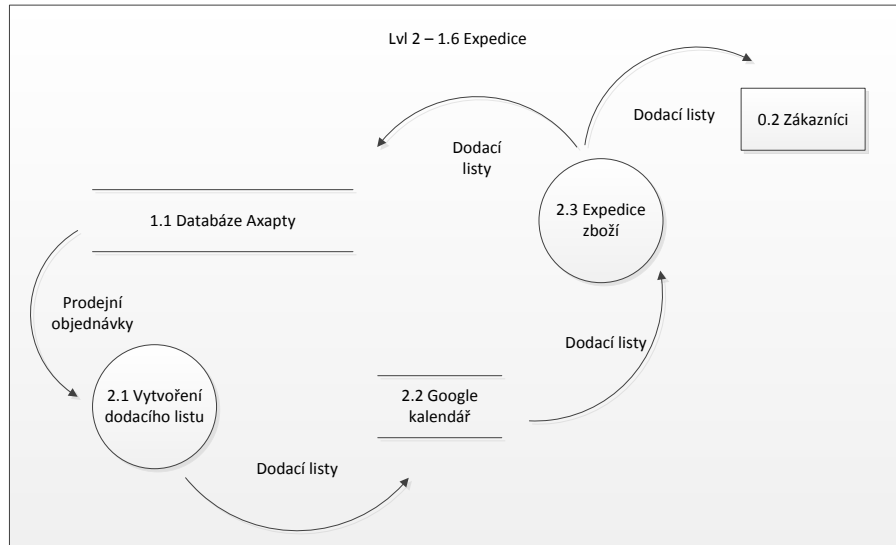 Lvl 2 – 1.6 Expedice
Dodací listy
0.2 Zákazníci
Dodací
listy
2.3 Expedice
zboží
1.1 Databáze Axapty
Prodejní
objednávky
Dodací listy
2.1 Vytvoření
dodacího listu
2.2 Google
kalendář
Dodací listy